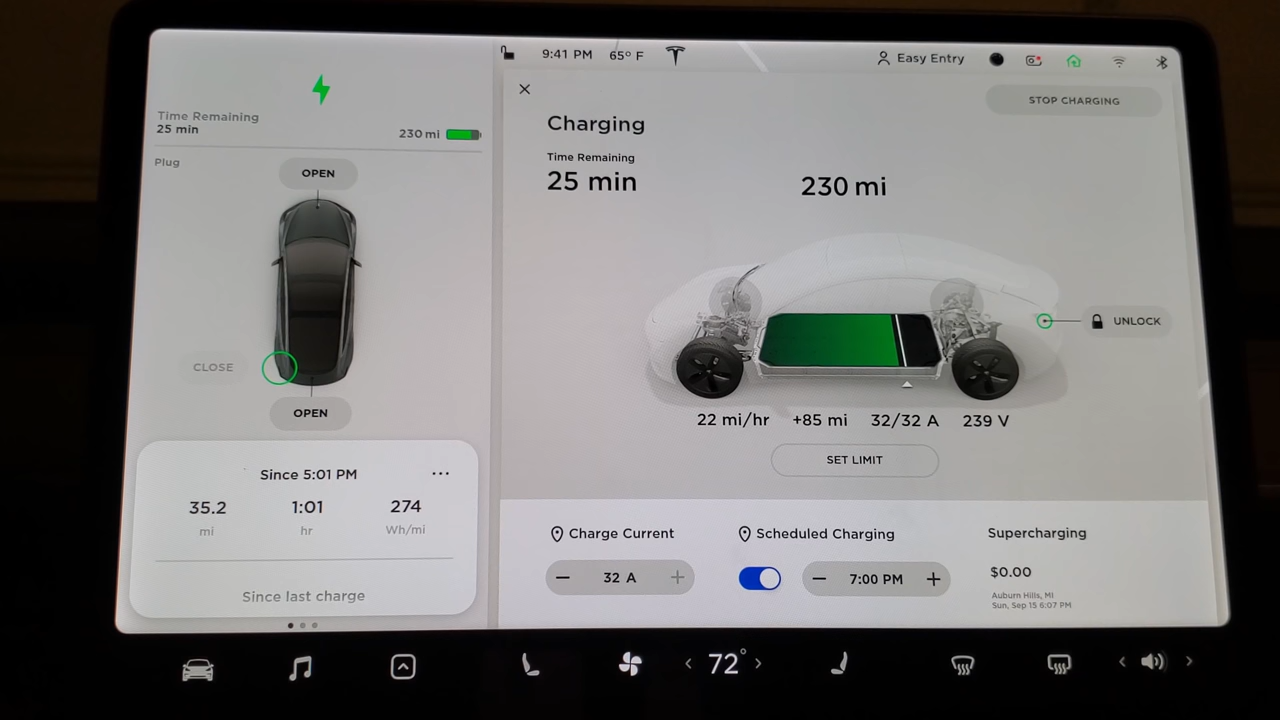 9:41 PM 65° F
Easy Entry
Time Remaining
25 min
230 mi
Plug
OPEN
CLOSE
OPEN
Since 5:01 PM
35.2 1:01 274
mi hr Wh/mi
Since last charge
STOP CHARGING
Charging
Time Remaining
25 min
230 mi
UNLOCK
22 mi/hr +85 mi 32/32 A 239 V
SET LIMIT
Charge Current
32 A
Scheduled Charging
7:00 PM
Supercharging
$0.00
Auburn Hills, MI
Sun, Sep 15 6:07 PM
72°